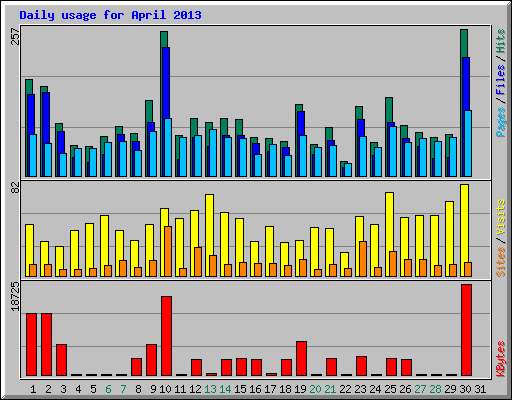 Daily usage for April 2013
257
Pages / Files / Hits
82
Sites / Visits
18725
KBytes
1 2 3 4 5 6 7 8 9 10 11 12 13 14 15 16 17 18 19 20 21 22 23 24 25 26 27 28 29 30 31